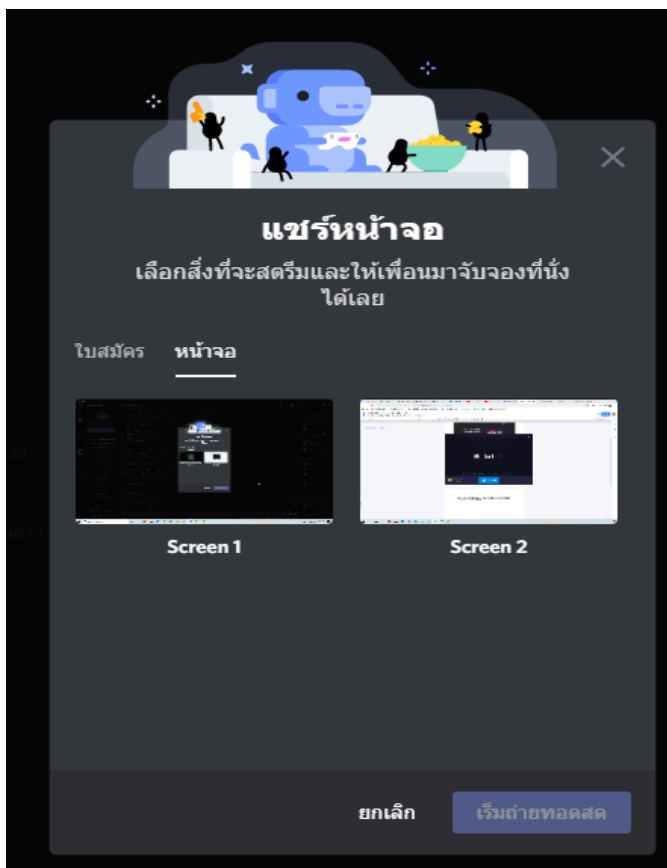 แชร์หน้าจอ
เลือกสิ่งที่จะสตรีมและให้เพื่อนมาจับจองที่นั่ง
ได้เลย
ใบสมัคร หน้าจอ
Screen 1 Screen 2
ยกเลิก เริ่มถ่ายทอดสด